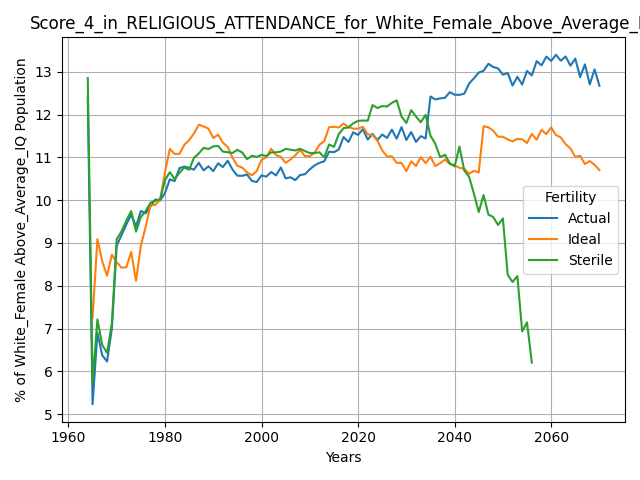 Score_4_in_RELIGIOUS_ATTENDANCE_for_White_Female_Above_Average_
% of White_Female Above_Average_IQ Population
13
12
11
10
9
8
7
6
5
Fertility
Actual
Ideal
Sterile
1960 1980 2000 2020 2040 2060
Years